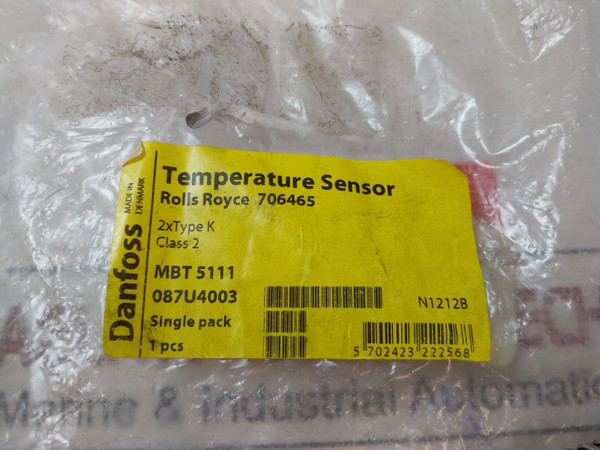 Danfoss
MADE IN
DENMARK
Temperature Sensor
Rolls Royce 706465
2xType K
Class 2
MBT 5111
087U4003
N1212B
Single pack
1 pcs
5 702423 222568
& Industrial Automatio